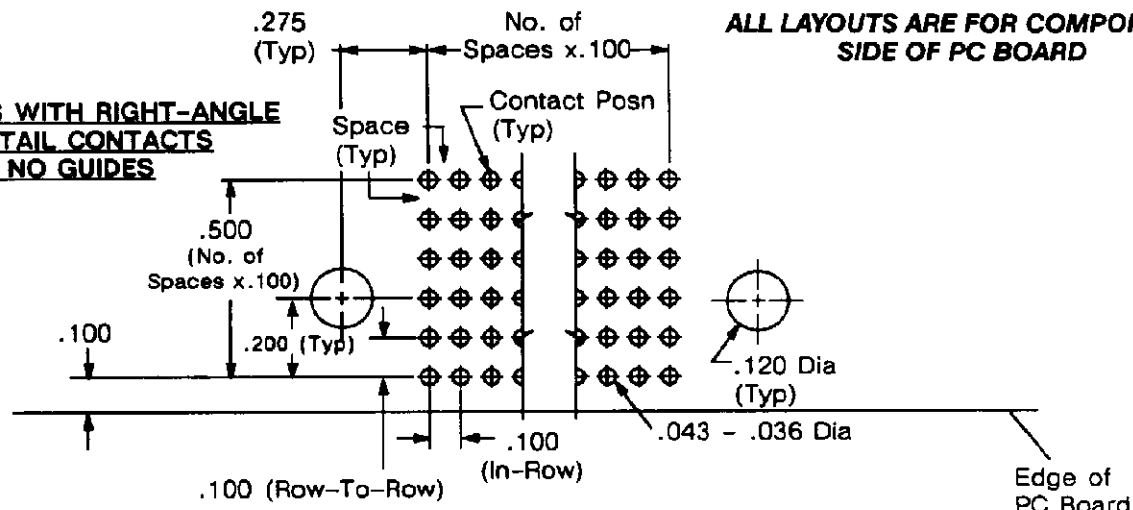 .275
(Typ)
No. of
Spaces x.100
ALL LAYOUTS ARE FOR
SIDE OF PC BOARD
WITH RIGHT-ANGLE
TAIL CONTACTS
NO GUIDES
Space
(Typ)
Contact Posn
(Typ)
.500
(No. of
Spaces x.100)
.100
.200 (Typ)
.120 Dia
(Typ)
.043 - .036 Dia
.100
(In-Row)
.100 (Row-To-Row)
Edge of
PC Board